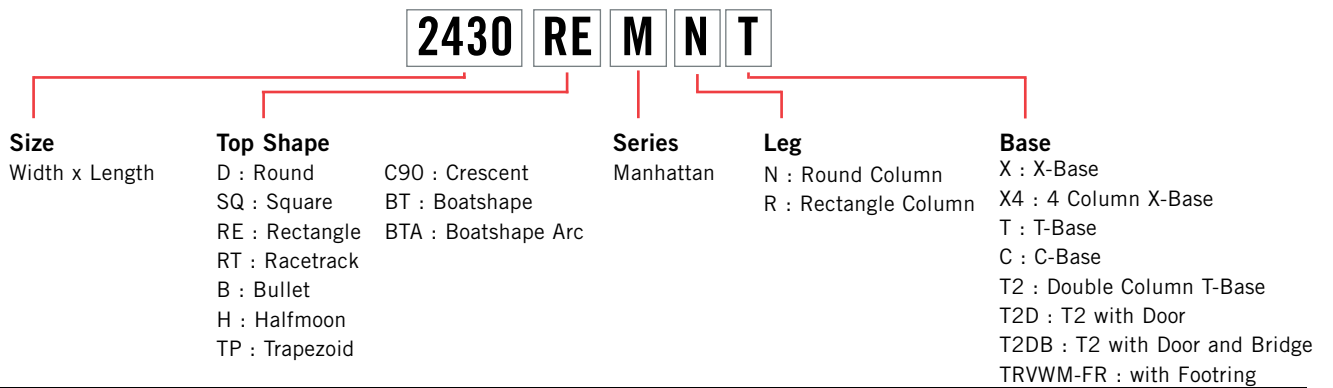 2430 RE M N T
Size
Width x Length
Top Shape
D : Round
SQ : Square
RE : Rectangle
RT : Racetrack
B : Bullet
H : Halfmoon
TP : Trapezoid
C90 : Crescent
BT : Boatshape
BTA : Boatshape Arc
Series
Manhattan
Leg
N : Round Column
R : Rectangle Column
Base
X : X-Base
X4 : 4 Column X-Base
T : T-Base
C : C-Base
T2 : Double Column T-Base
T2D : T2 with Door
T2DB : T2 with Door and Bridge
TRVWM-FR : with Footring